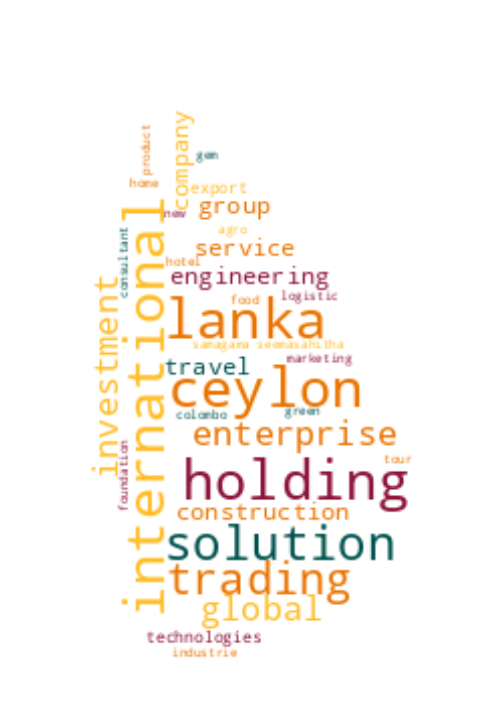 product
company
gem
home
export
new
group
agro
consultant
service
hotel
engineering
international
investment
logistic
food
lanka
samagama seemasahitha
marketing
travel
ceylon
colombo
green
enterprise
foundation
tour
holding
construction
solution
trading
global
technologies
industrie